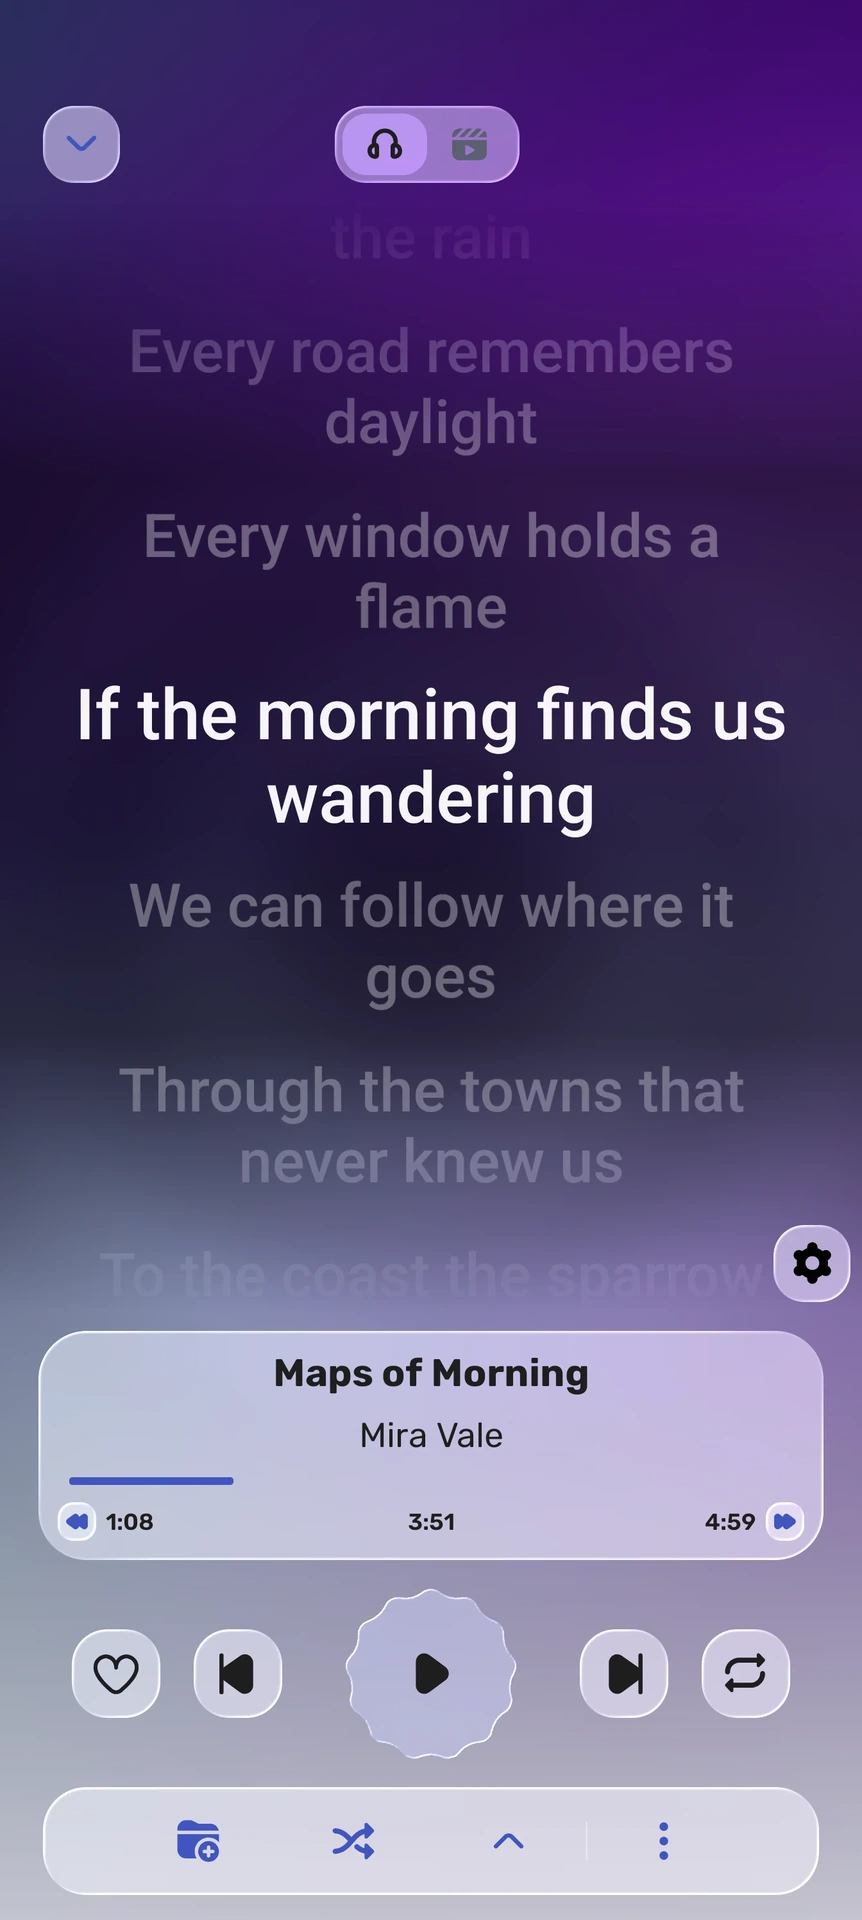 the rain
Every road remembers
daylight
Every window holds a
flame
If the morning finds us
wandering
We can follow where it
goes
Through the towns that
never knew us
To the coast the sparrow
Maps of Morning
Mira Vale
1:08 3:51 4:59